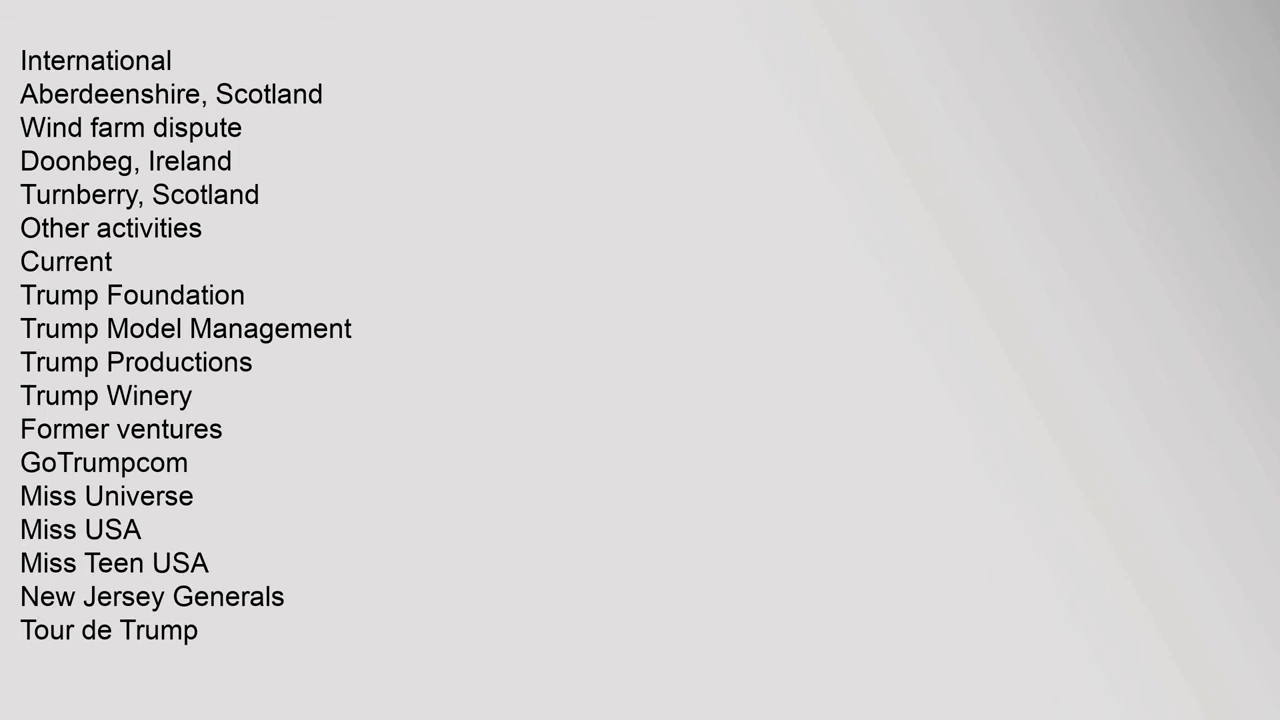 International
Aberdeenshire, Scotland
Wind farm dispute
Doonbeg, Ireland
Turnberry, Scotland
Other activities
Current
Trump Foundation
Trump Model Management
Trump Productions
Trump Winery
Former ventures
GoTrumpcom
Miss Universe
Miss USA
Miss Teen USA
New Jersey Generals
Tour de Trump